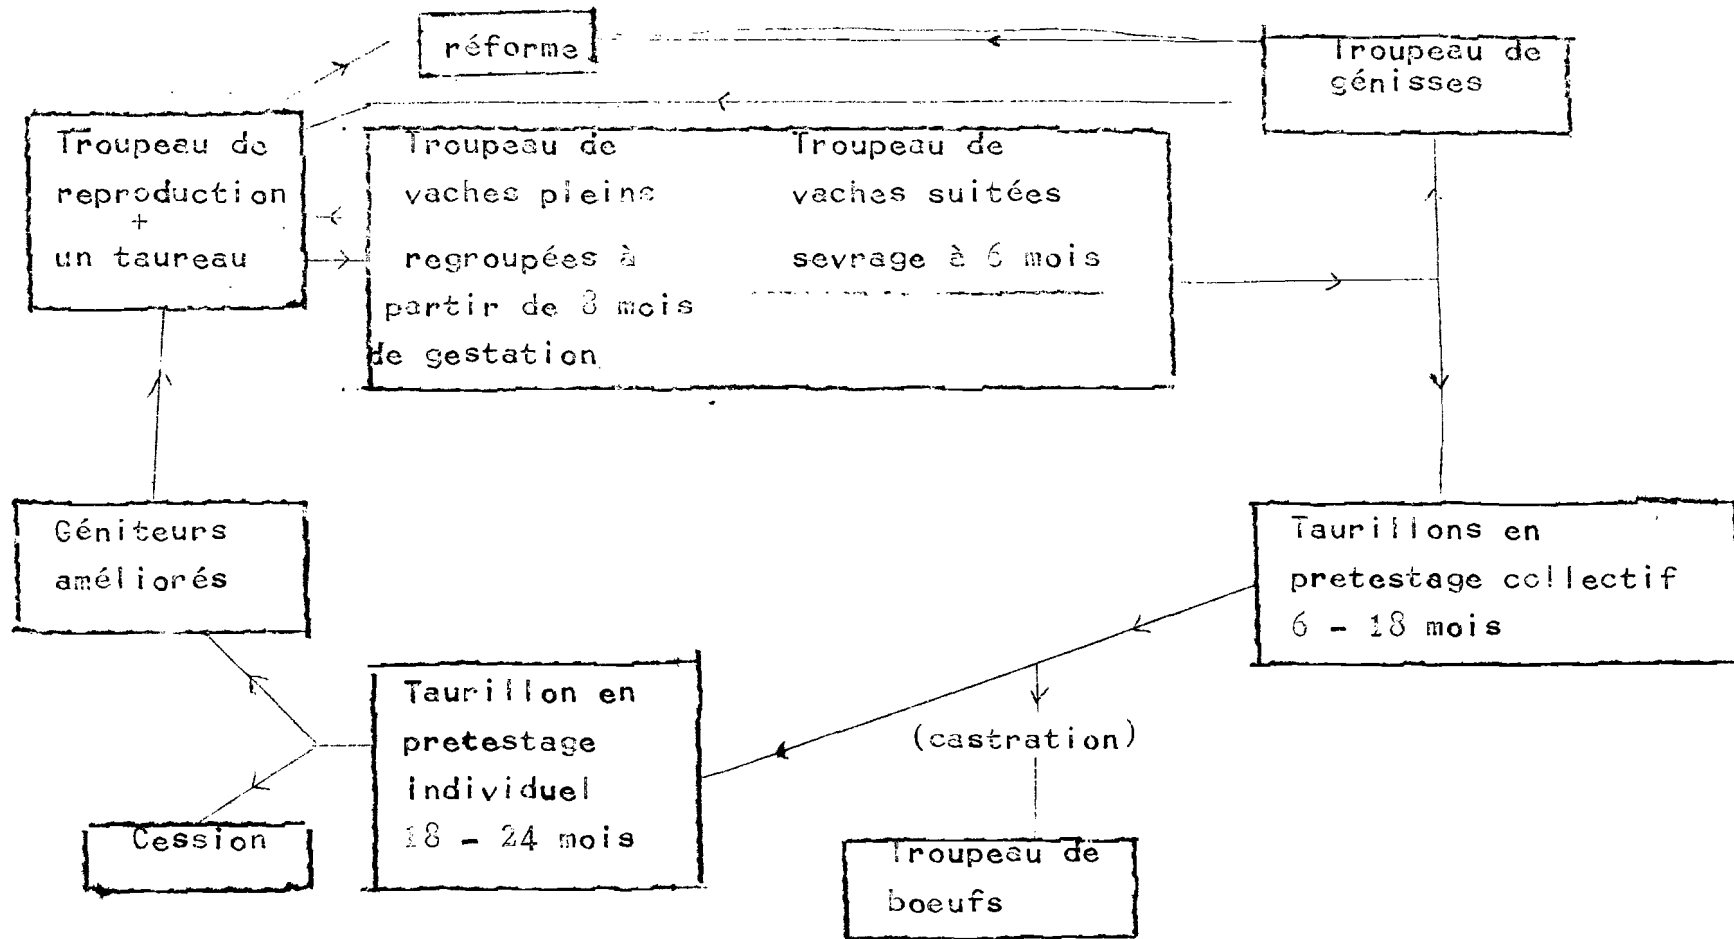 réforme
Troupeau de
génisses
Troupeau de
reproduction
+
un taureau
Troupeau de
vaches pleins
regroupées à
partir de 8 mois
de gestation
Troupeau de
vaches suitées
sevrage à 6 mois
Géniteurs
améliorés
Taurillons en
pretestage collectif
6 - 18 mois
Taurillon en
pretestage
individuel
18 - 24 mois
(castration)
Cession
Troupeau de
boeufs